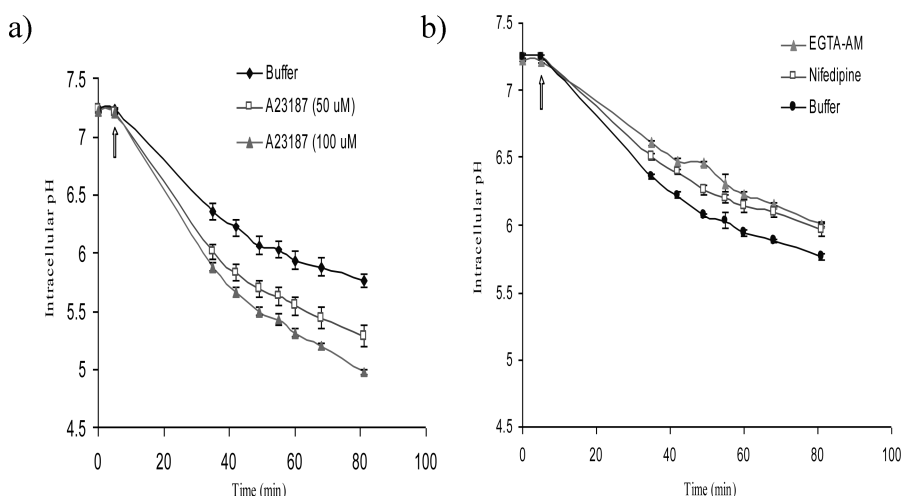 a)
7.5
7
6.5
6
5.5
5
4.5
0 20 40 60 80 100
Intracellular pH
Time (min)
Buffer
A23187 (50 uM)
A23187 (100 uM
b)
7.5
7
6.5
6
5.5
5
4.5
0 20 40 60 80 100
Intracellular pH
Time (min)
EGTA-AM
Nifedipine
Buffer